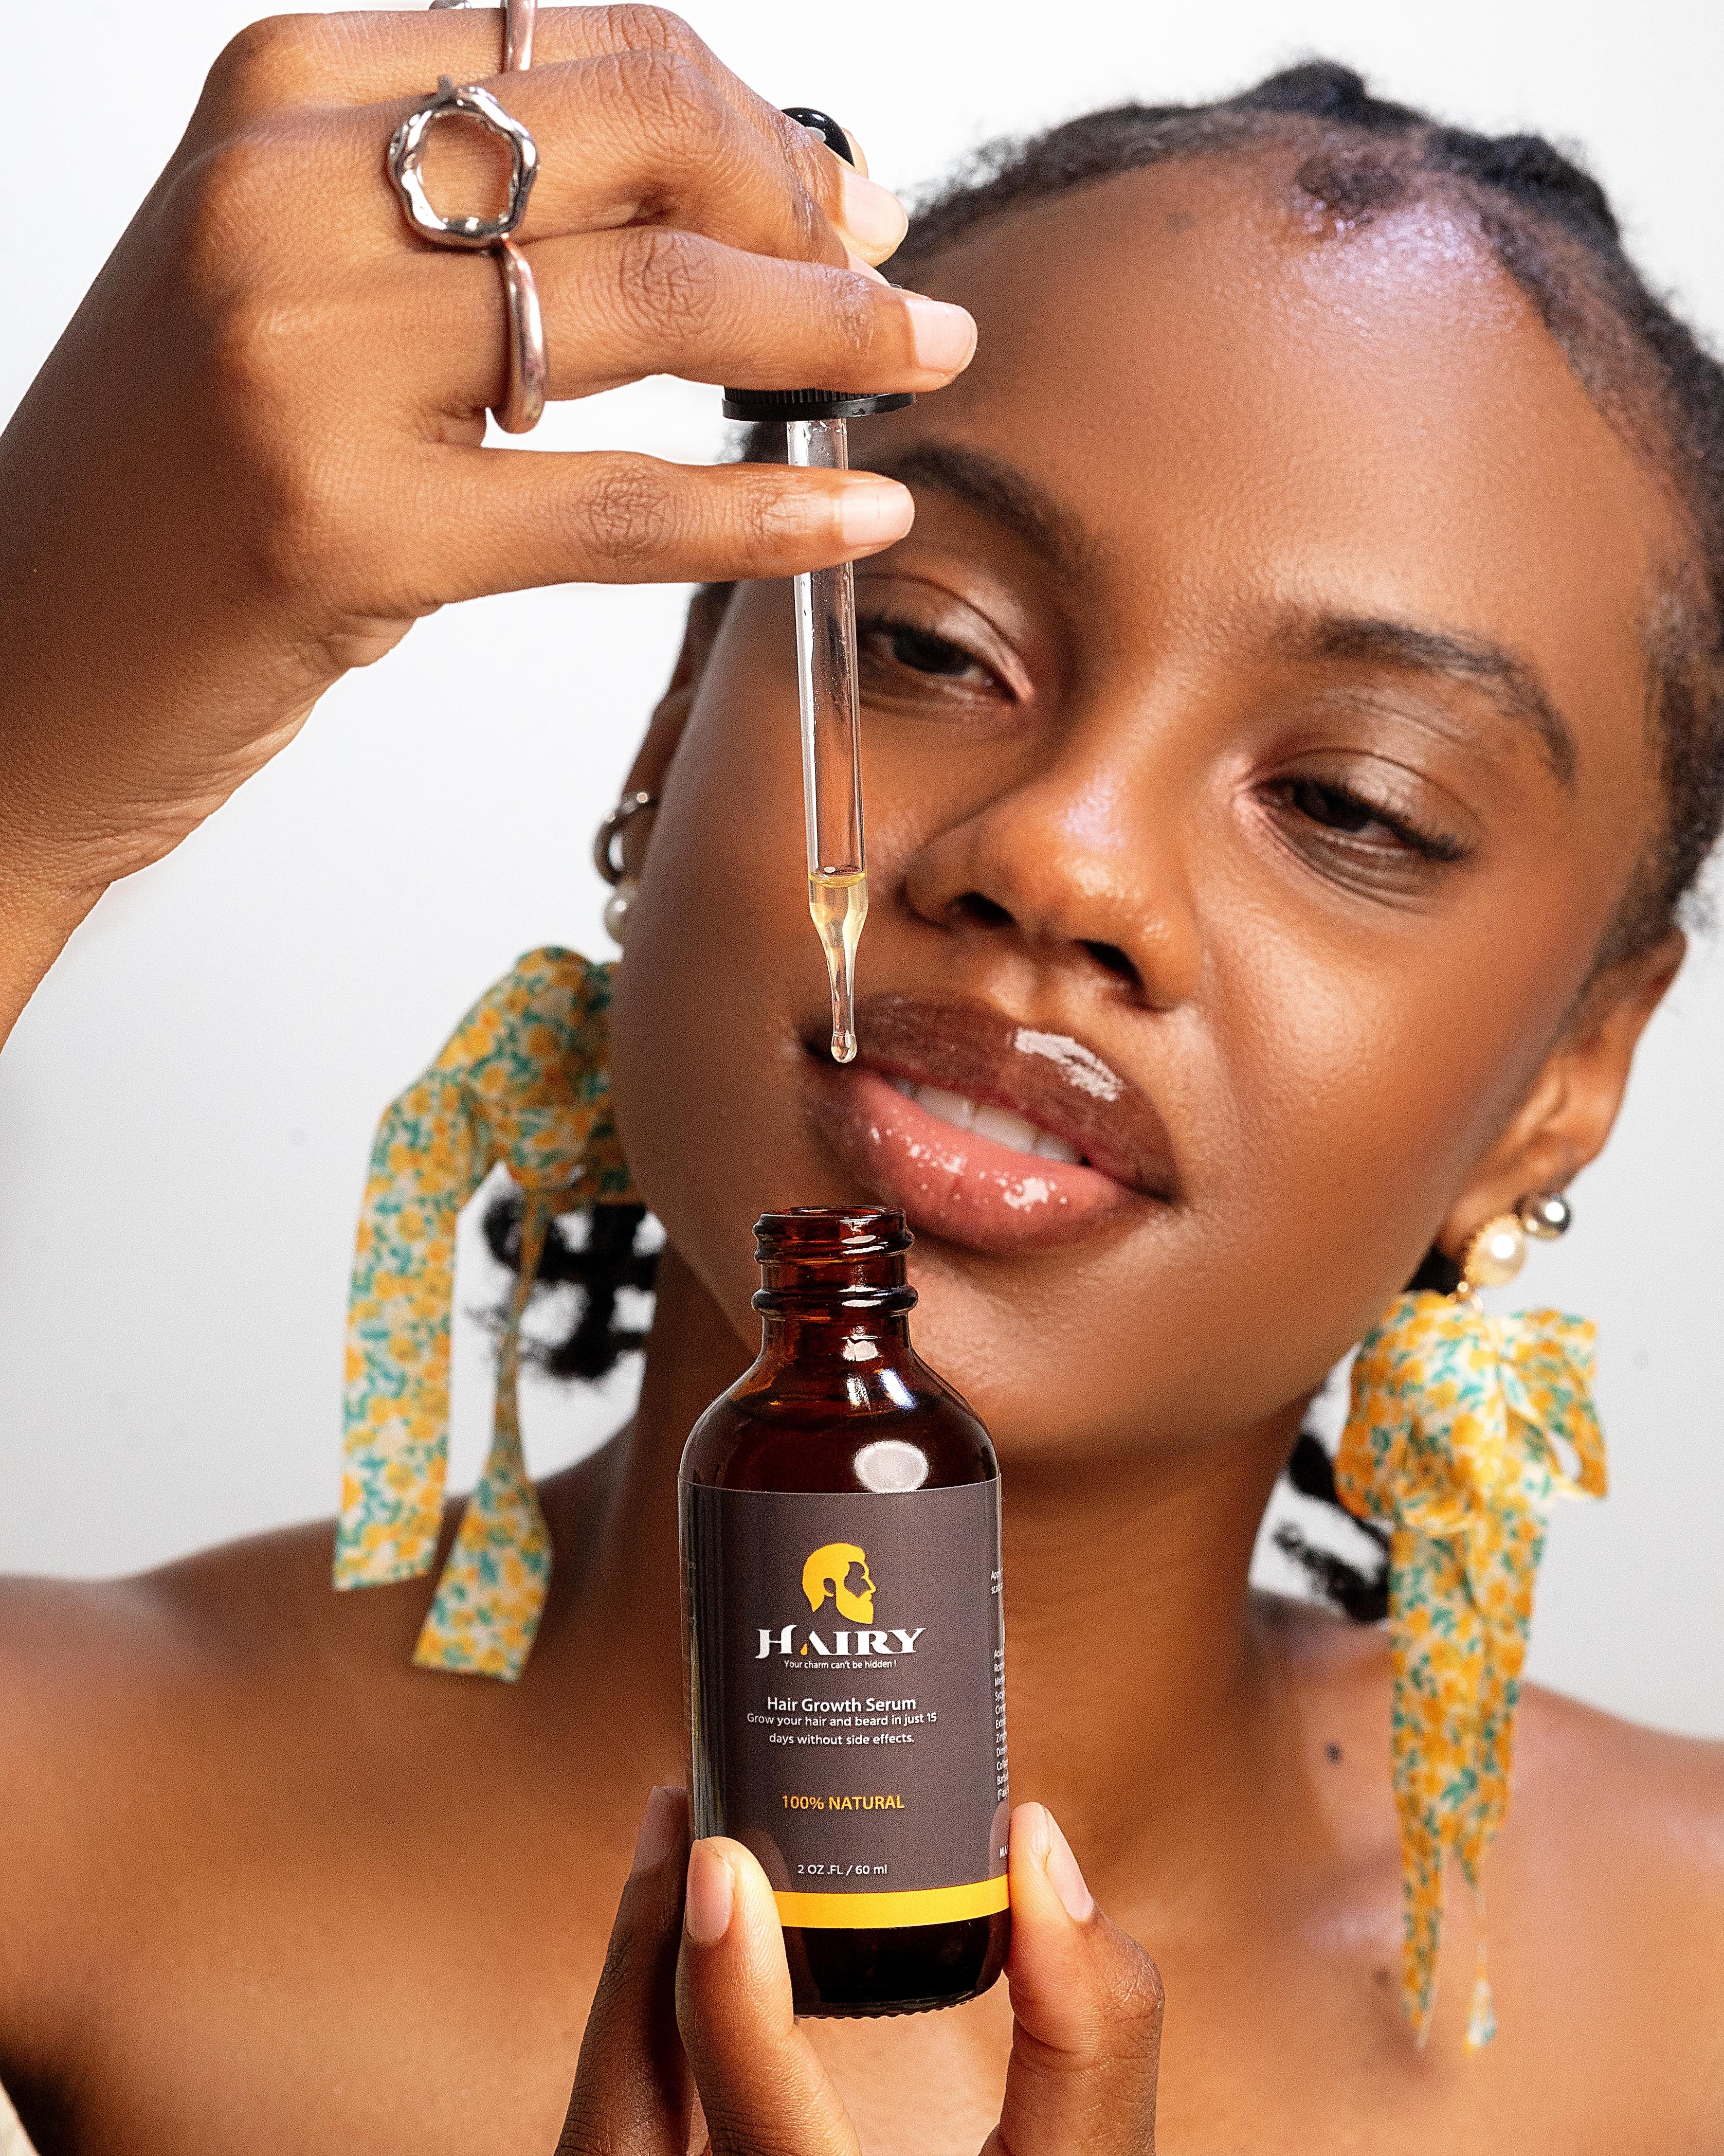 HAIRY
Your charm can't be hidden !
Hair Growth Serum
Grow your hair and beard in just 15
days without side effects.
100% NATURAL
2 OZ .FL / 60 ml